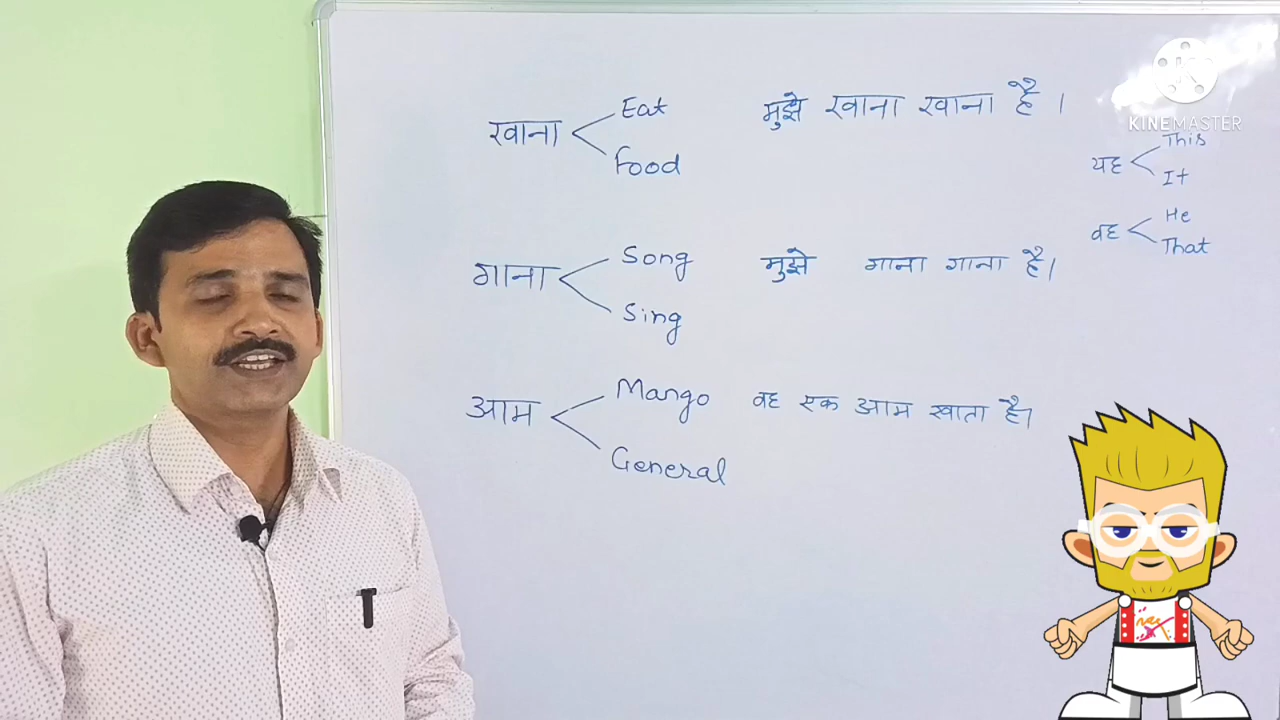 Eat
खाना
Food
मुझे खाना खाना है।
KINEMASTER
This
यह
It
He
वह
That
Song
गाना
Sing
मुझे गाना गाना है।
Mango
आम
General
वह एक आम खाता है।